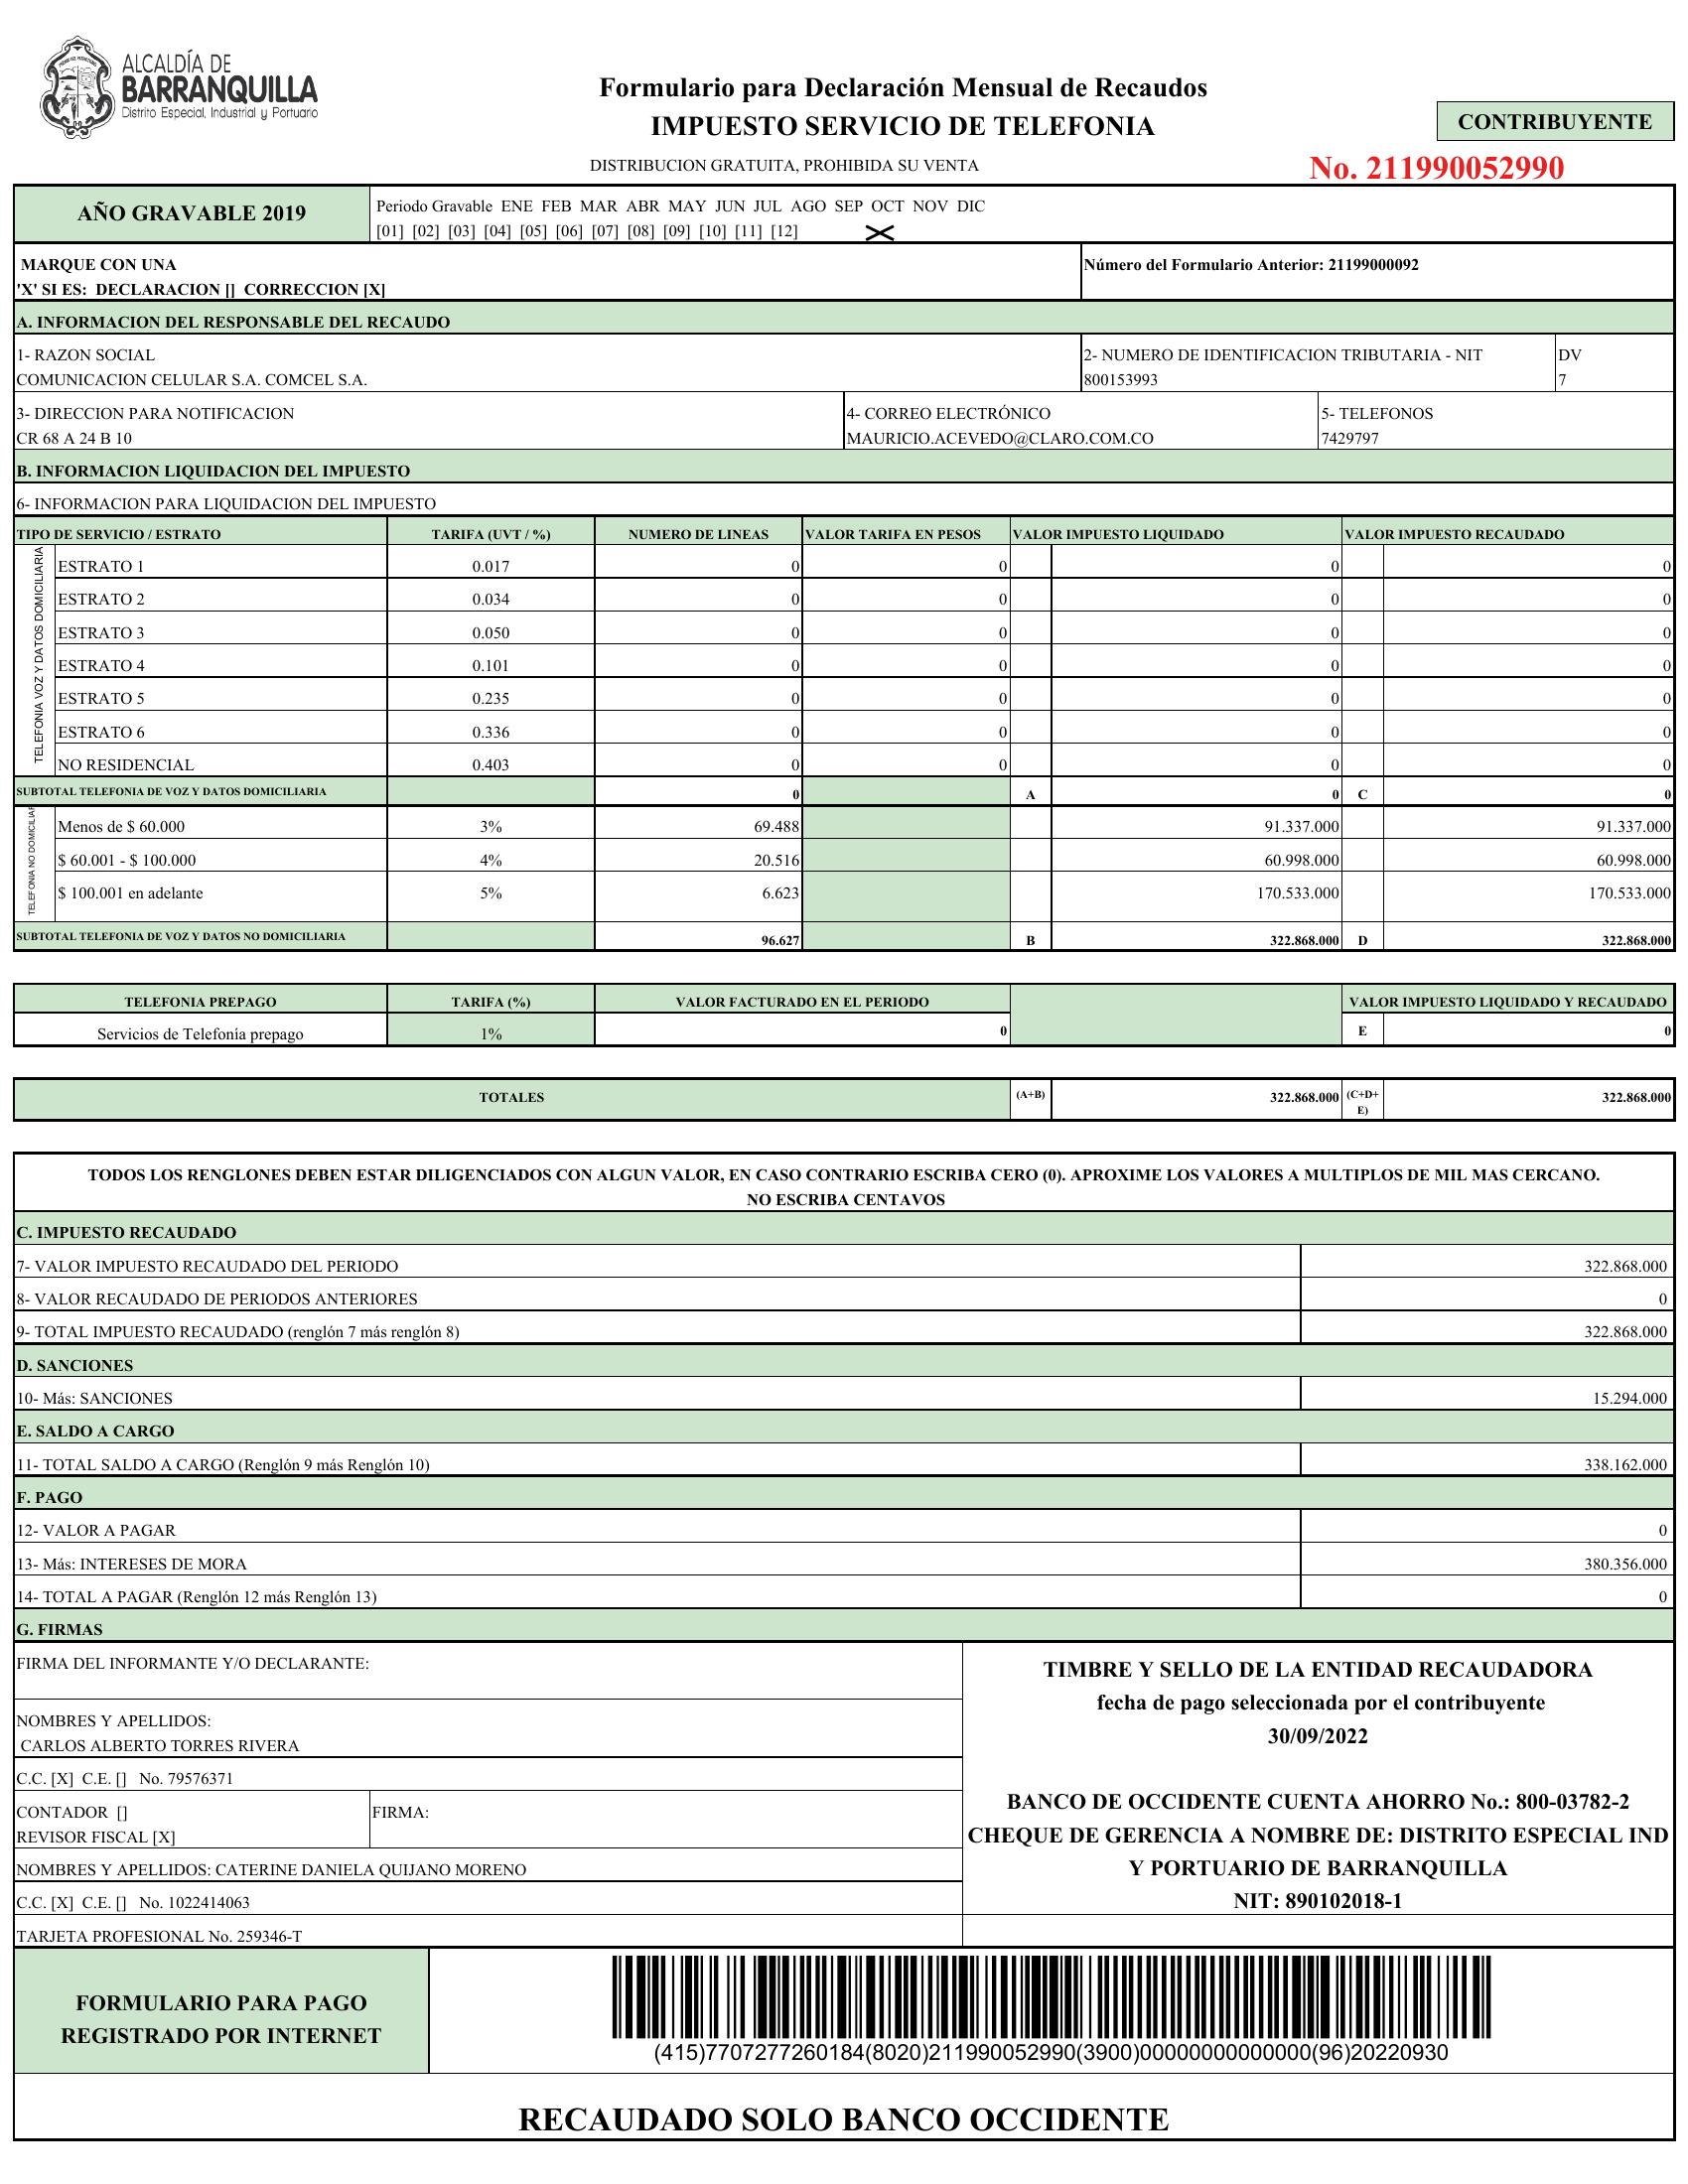 ALCALDÍA DE
BARRANQUILLA
Distrito Especial, Industrial y Portuario
Formulario para Declaración Mensual de Recaudos
IMPUESTO SERVICIO DE TELEFONIA
CONTRIBUYENTE
DISTRIBUCION GRATUITA, PROHIBIDA SU VENTA
No. 211990052990
AÑO GRAVABLE 2019
Periodo Gravable ENE FEB MAR ABR MAY JUN JUL AGO SEP OCT NOV DIC
[01] [02] [03] [04] [05] [06] [07] [08] [09] [10] [11] [12]
MARQUE CON UNA
'X' SI ES: DECLARACION [] CORRECCION [X]
Número del Formulario Anterior: 21199000092
A. INFORMACION DEL RESPONSABLE DEL RECAUDO
1- RAZON SOCIAL
COMUNICACION CELULAR S.A. COMCEL S.A.
2- NUMERO DE IDENTIFICACION TRIBUTARIA - NIT
800153993
DV
7
3- DIRECCION PARA NOTIFICACION
CR 68 A 24 B 10
4- CORREO ELECTRÓNICO
MAURICIO.ACEVEDO@CLARO.COM.CO
5- TELEFONOS
7429797
B. INFORMACION LIQUIDACION DEL IMPUESTO
6- INFORMACION PARA LIQUIDACION DEL IMPUESTO
TIPO DE SERVICIO / ESTRATO TARIFA (UVT / %) NUMERO DE LINEAS VALOR TARIFA EN PESOS VALOR IMPUESTO LIQUIDADO VALOR IMPUESTO RECAUDADO
TELEFONIA VOZ Y DATOS DOMICILIARIA
ESTRATO 1 0.017 0 0 0 0
ESTRATO 2 0.034 0 0 0 0
ESTRATO 3 0.050 0 0 0 0
ESTRATO 4 0.101 0 0 0 0
ESTRATO 5 0.235 0 0 0 0
ESTRATO 6 0.336 0 0 0 0
NO RESIDENCIAL 0.403 0 0 0 0
SUBTOTAL TELEFONIA DE VOZ Y DATOS DOMICILIARIA 0 A 0 C 0
TELEFONIA NO DOMICILIAR
Menos de $ 60.000 3% 69.488 91.337.000 91.337.000
$ 60.001 - $ 100.000 4% 20.516 60.998.000 60.998.000
$ 100.001 en adelante 5% 6.623 170.533.000 170.533.000
SUBTOTAL TELEFONIA DE VOZ Y DATOS NO DOMICILIARIA 96.627 B 322.868.000 D 322.868.000
TELEFONIA PREPAGO TARIFA (%) VALOR FACTURADO EN EL PERIODO VALOR IMPUESTO LIQUIDADO Y RECAUDADO
Servicios de Telefonía prepago 1% 0 E 0
TOTALES (A+B) 322.868.000 (C+D+E) 322.868.000
TODOS LOS RENGLONES DEBEN ESTAR DILIGENCIADOS CON ALGUN VALOR, EN CASO CONTRARIO ESCRIBA CERO (0). APROXIME LOS VALORES A MULTIPLOS DE MIL MAS CERCANO.
NO ESCRIBA CENTAVOS
C. IMPUESTO RECAUDADO
7- VALOR IMPUESTO RECAUDADO DEL PERIODO 322.868.000
8- VALOR RECAUDADO DE PERIODOS ANTERIORES 0
9- TOTAL IMPUESTO RECAUDADO (renglón 7 más renglón 8) 322.868.000
D. SANCIONES
10- Más: SANCIONES 15.294.000
E. SALDO A CARGO
11- TOTAL SALDO A CARGO (Renglón 9 más Renglón 10) 338.162.000
F. PAGO
12- VALOR A PAGAR 0
13- Más: INTERESES DE MORA 380.356.000
14- TOTAL A PAGAR (Renglón 12 más Renglón 13) 0
G. FIRMAS
FIRMA DEL INFORMANTE Y/O DECLARANTE:
NOMBRES Y APELLIDOS:
CARLOS ALBERTO TORRES RIVERA
C.C. [X] C.E. [] No. 79576371
CONTADOR []
REVISOR FISCAL [X]
FIRMA:
NOMBRES Y APELLIDOS: CATERINE DANIELA QUIJANO MORENO
C.C. [X] C.E. [] No. 1022414063
TARJETA PROFESIONAL No. 259346-T
TIMBRE Y SELLO DE LA ENTIDAD RECAUDADORA
fecha de pago seleccionada por el contribuyente
30/09/2022
BANCO DE OCCIDENTE CUENTA AHORRO No.: 800-03782-2
CHEQUE DE GERENCIA A NOMBRE DE: DISTRITO ESPECIAL IND
Y PORTUARIO DE BARRANQUILLA
NIT: 890102018-1
FORMULARIO PARA PAGO
REGISTRADO POR INTERNET
(415)7707277260184(8020)211990052990(3900)00000000000000(96)20220930
RECAUDADO SOLO BANCO OCCIDENTE